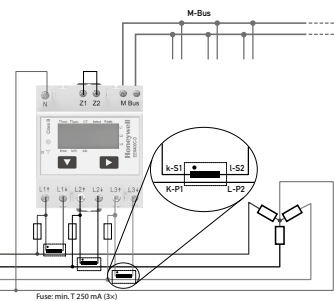 M-Bus
N
Z1 Z2
M Bus
Honeywell
k-S1
l-S2
K-P1
L-P2
L1↑ L1↓ L2↑ L2↓ L3↑ L3↓
Fuse: min. T 250 mA (3×)